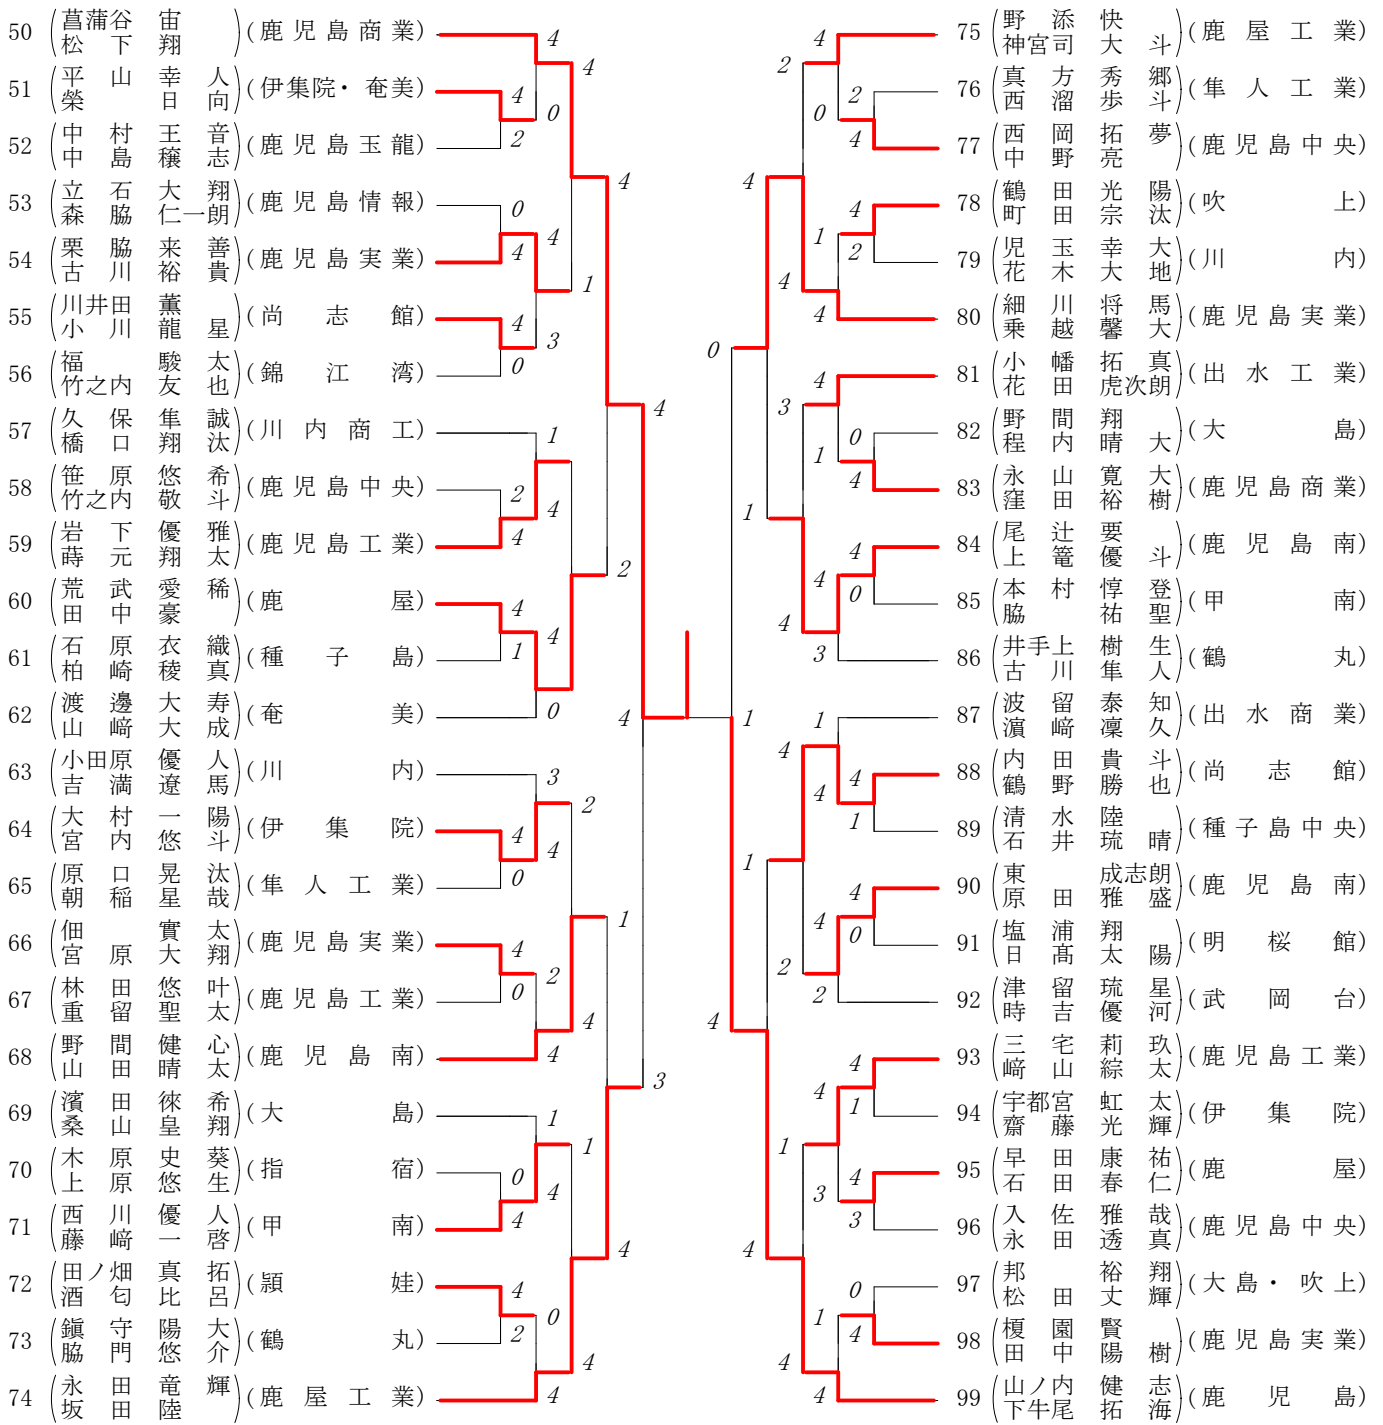 50 菖蒲谷 宙 松下 翔 (鹿児島商業) 4
4
51 平山 幸人 榮 日向 (伊集院・奄美) 4
0
52 中村 王音 中島 穣志 (鹿児島玉龍) 2
4
53 立石 大翔 森脇 仁一朗 (鹿児島情報) 0
4
54 栗脇 来善 古川 裕貴 (鹿児島実業) 4
1
55 川井田 薫 小川 龍星 (尚志館) 4
3
56 福 駿太 竹之内 友也 (錦江湾) 0
4
57 久保 隼誠 橋口 翔汰 (川内商工) 1
58 笹原 悠希 竹之内 敬斗 (鹿児島中央) 2
4
59 岩下 優雅 蒔元 翔太 (鹿児島工業) 4
2
60 荒武 愛稀 田中 豪 (鹿屋) 4
4
61 石原 衣織 柏崎 稜真 (種子島) 1
62 渡邊 大寿 山﨑 大成 (奄美) 0
4
63 小田原 優人 吉満 遼馬 (川内) 3
2
64 大村 一陽 宮内 悠斗 (伊集院) 4
4
65 原口 晃汰 朝稲 星哉 (隼人工業) 0
1
66 佃 實太 宮原 大翔 (鹿児島実業) 4
2
67 林田 悠叶 重留 聖太 (鹿児島工業) 0
4
68 野間 健心 山田 晴太 (鹿児島南) 4
3
69 濱田 徠希 桑山 皇翔 (大島) 1
1
70 木原 史葵 上原 悠生 (指宿) 0
4
71 西川 優人 藤﨑 一啓 (甲南) 4
4
72 田ノ畑 真拓 酒匂 比呂 (頴娃) 4
0
73 鎭守 陽大 脇門 悠介 (鶴丸) 2
4
74 永田 竜輝 坂田 陸 (鹿屋工業) 4
4 75 野添 快 神宮司 大斗 (鹿屋工業)
2
2 76 真方 秀郷 西溜 歩斗 (隼人工業)
0
4 77 西岡 拓夢 中野 亮 (鹿児島中央)
4
4 78 鶴田 光陽 町田 宗汰 (吹上)
1
2 79 児玉 幸大 花木 大地 (川内)
4
4 80 細川 将馬 乗越 馨大 (鹿児島実業)
0
4 81 小幡 拓真 花田 虎次朗 (出水工業)
3
0 82 野間 翔 程内 晴大 (大島)
1
4 83 永山 寛大 窪田 裕樹 (鹿児島商業)
1
4 84 尾辻 要 上篭 優斗 (鹿児島南)
4
0 85 本村 惇登 脇 祐聖 (甲南)
4
3 86 井手上 樹生 古川 隼人 (鶴丸)
1
1 87 波留 泰知 濵﨑 凜久 (出水商業)
4
4 88 内田 貴斗 鶴野 勝也 (尚志館)
4
1 89 清水 陸 石井 琉晴 (種子島中央)
1
4 90 東 成志朗 原田 雅盛 (鹿児島南)
4
0 91 塩浦 翔 日髙 太陽 (明桜館)
2
2 92 津留 琉星 時吉 優河 (武岡台)
4
4 93 三宅 莉玖 﨑山 綜太 (鹿児島工業)
4
1 94 宇都宮 虹太 齋藤 光輝 (伊集院)
1
4 95 早田 康祐 石田 春仁 (鹿屋)
3
3 96 入佐 雅哉 永田 透真 (鹿児島中央)
4
0 97 邦 裕翔 松田 丈輝 (大島・吹上)
1
4 98 榎園 賢 田中 陽樹 (鹿児島実業)
4
4 99 山ノ内 健志 下牛尾 拓海 (鹿児島)